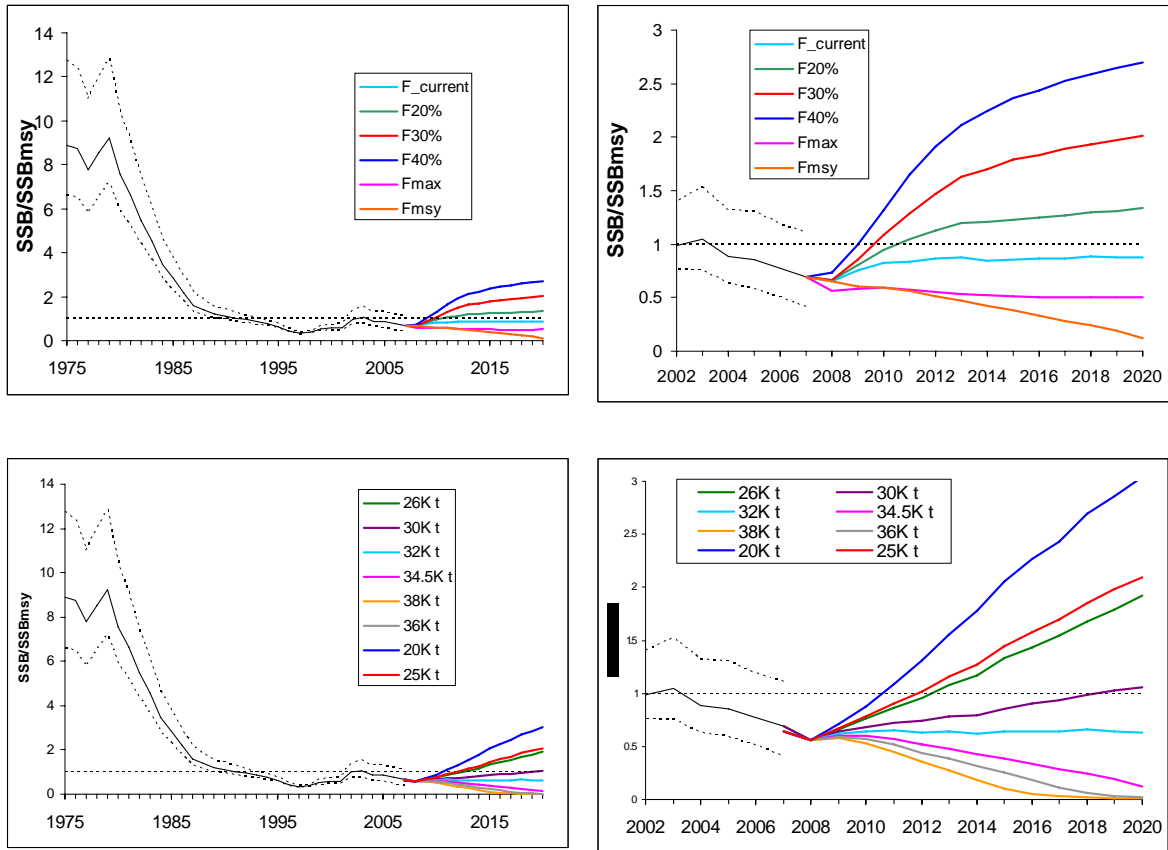 14
12
10
8
6
4
2
0
SSB/SSBmsy
F_current
F20%
F30%
F40%
Fmax
Fmsy
1975 1985 1995 2005 2015
3
2.5
2
1.5
1
0.5
0
SSB/SSBmsy
F_current
F20%
F30%
F40%
Fmax
Fmsy
2002 2004 2006 2008 2010 2012 2014 2016 2018 2020
14
12
10
8
6
4
2
0
SSB/SSBmsy
26K t
30K t
32K t
34.5K t
38K t
36K t
20K t
25K t
1975 1985 1995 2005 2015
3
2.5
2
1.5
1
0.5
0
26K t 30K t
32K t 34.5K t
38K t 36K t
20K t 25K t
2002 2004 2006 2008 2010 2012 2014 2016 2018 2020